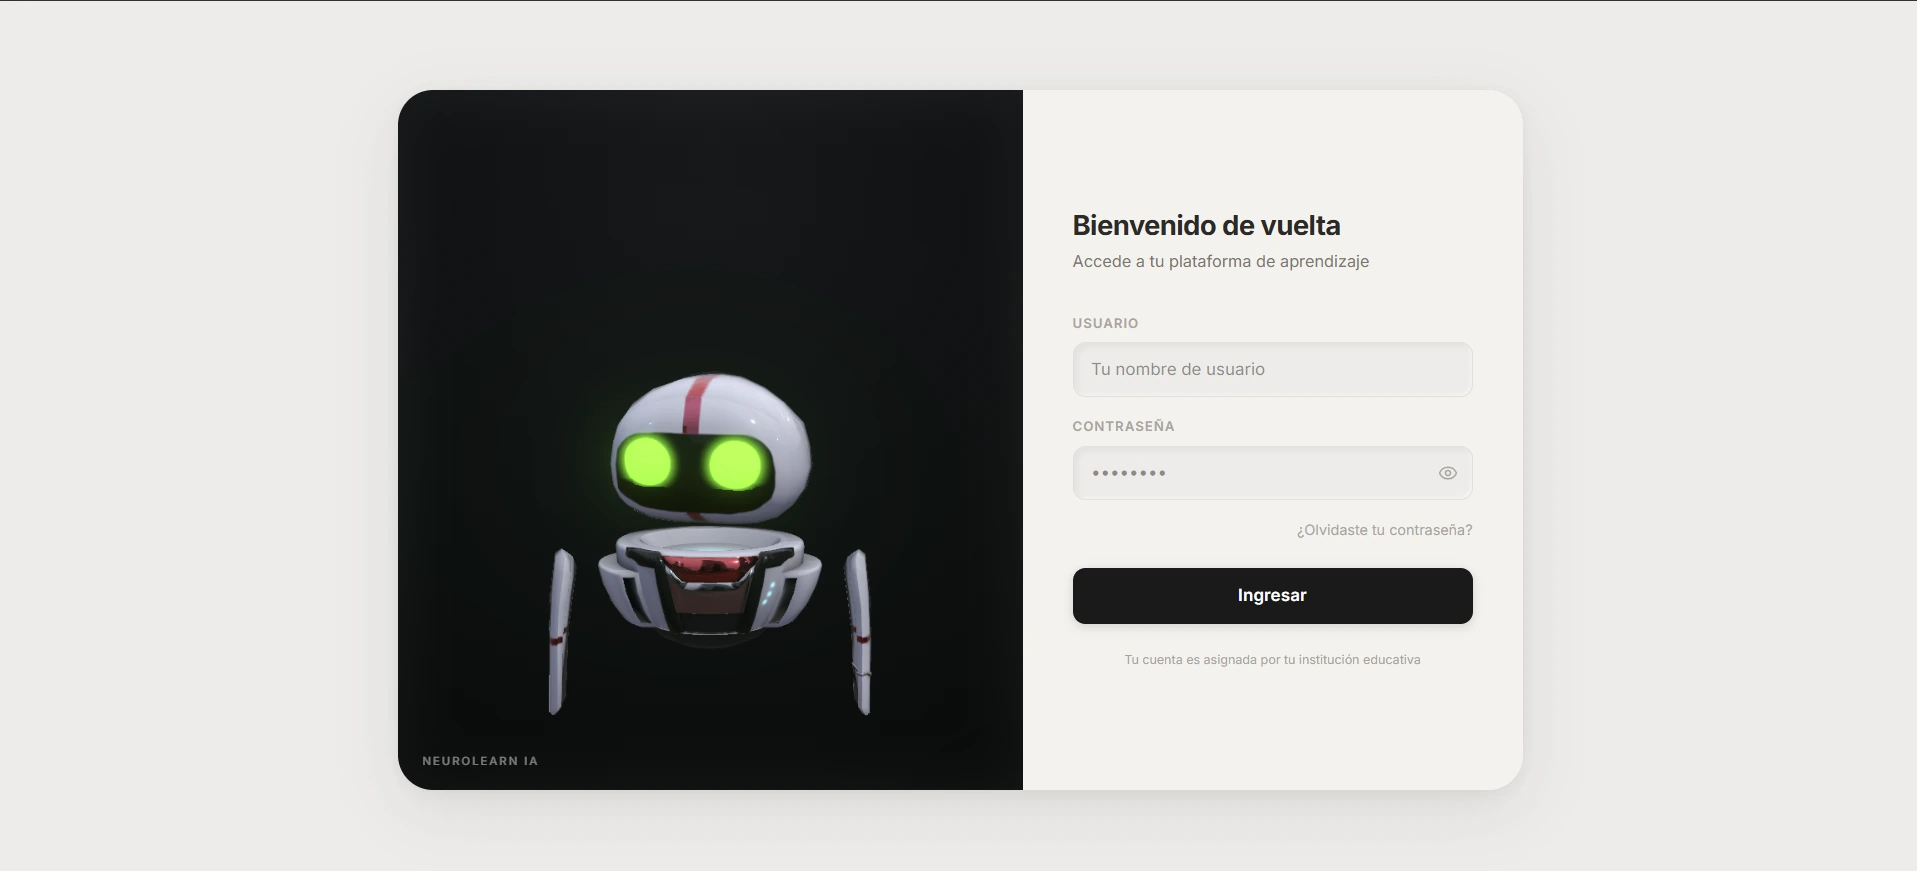 NEUROLEARN IA
Bienvenido de vuelta
Accede a tu plataforma de aprendizaje
USUARIO
Tu nombre de usuario
CONTRASEÑA
••••••••
¿Olvidaste tu contraseña?
Ingresar
Tu cuenta es asignada por tu institución educativa